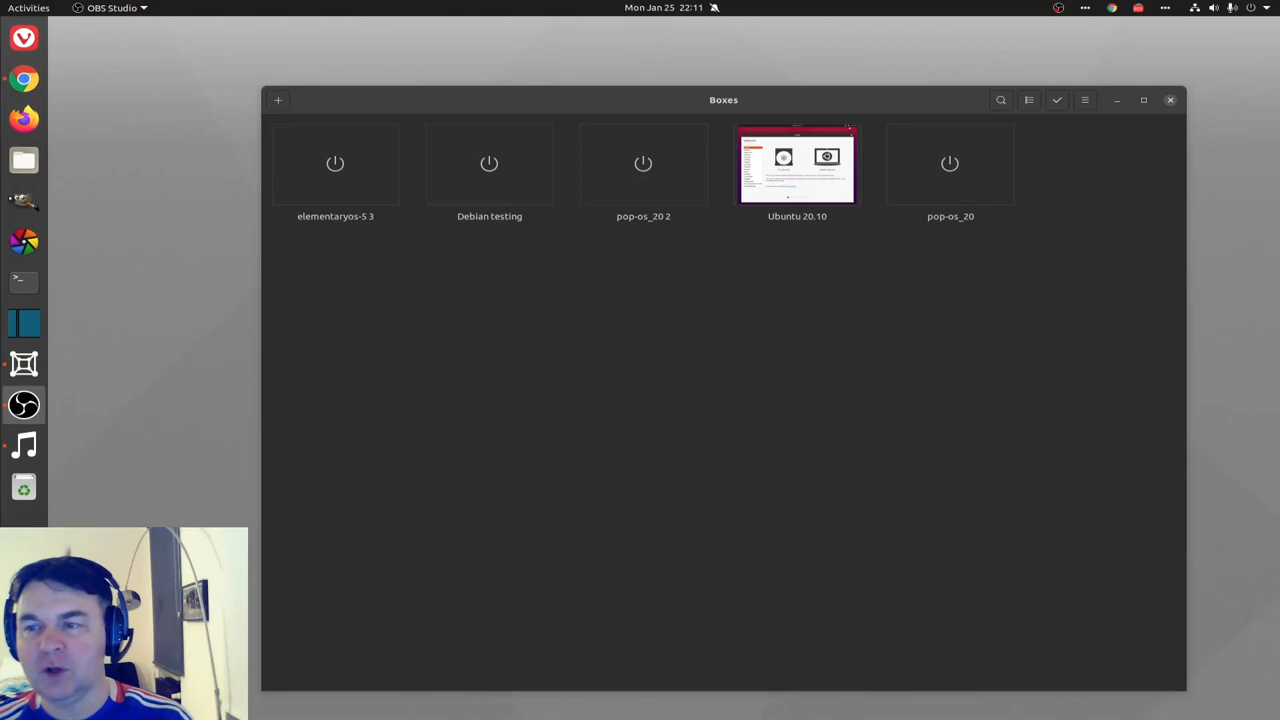 Activities
OBS Studio
Mon Jan 25 22:11
Boxes
elementaryos-5 3
Debian testing
pop-os_20 2
Ubuntu 20.10
pop-os_20